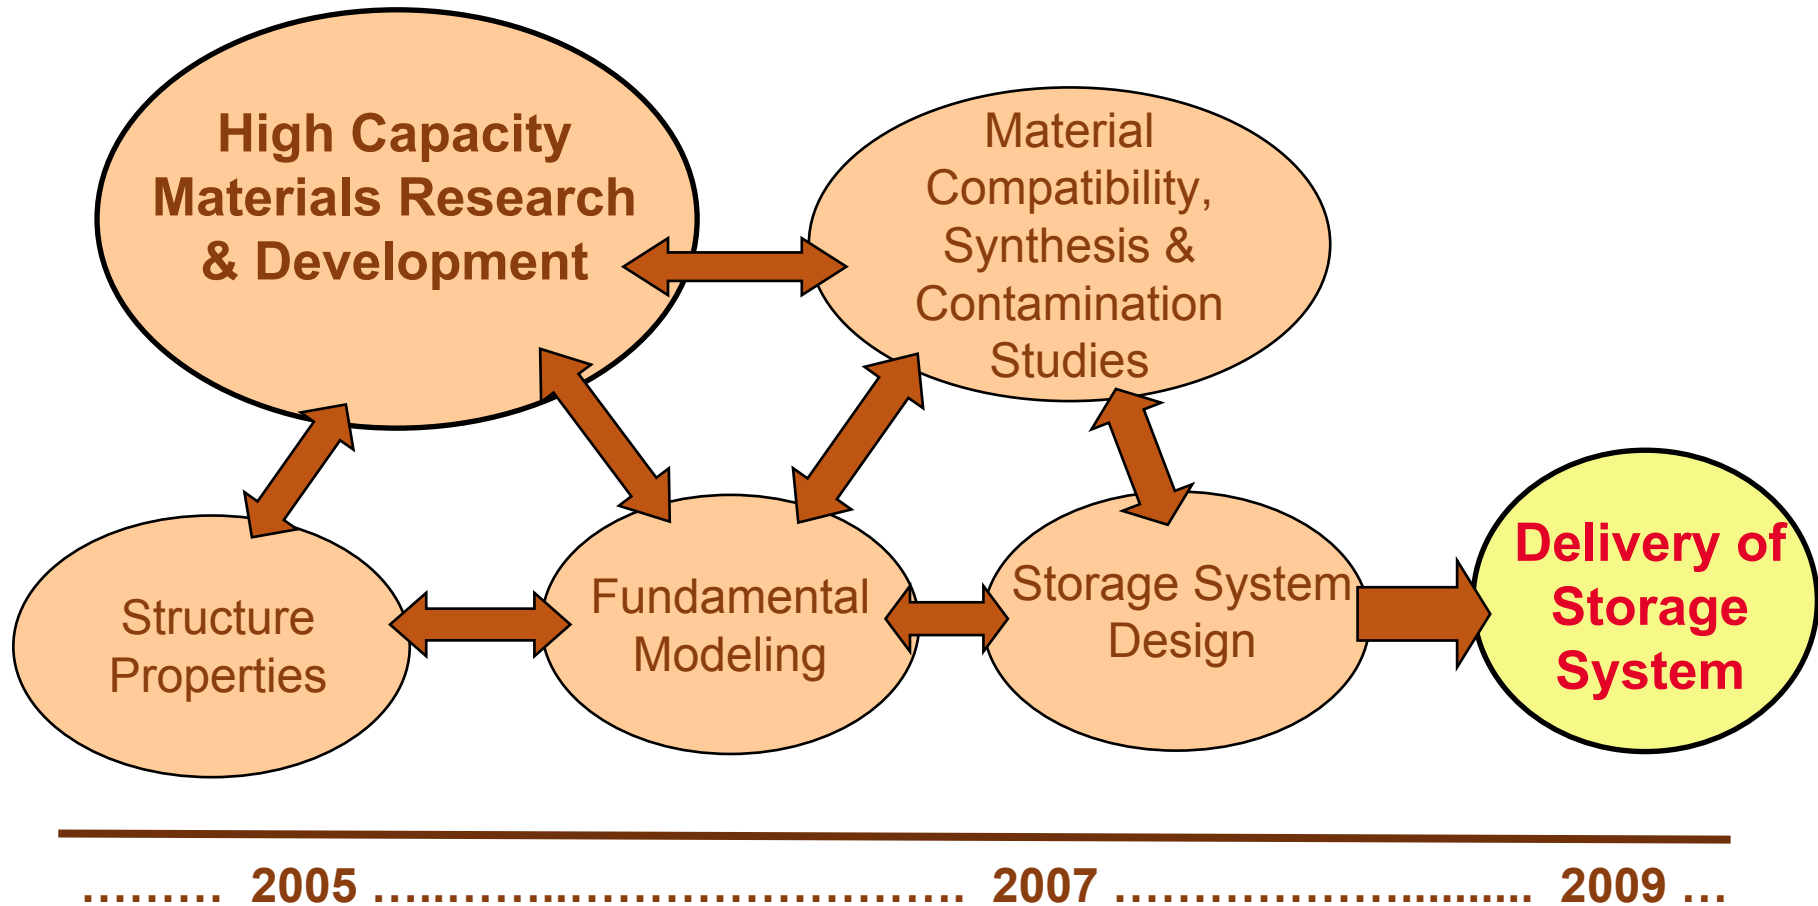 High Capacity
Materials Research
& Development
Material
Compatibility,
Synthesis &
Contamination
Studies
Structure
Properties
Fundamental
Modeling
Storage System
Design
Delivery of
Storage
System
……… 2005 …...……...……………………. 2007 ……………….......... 2009 …